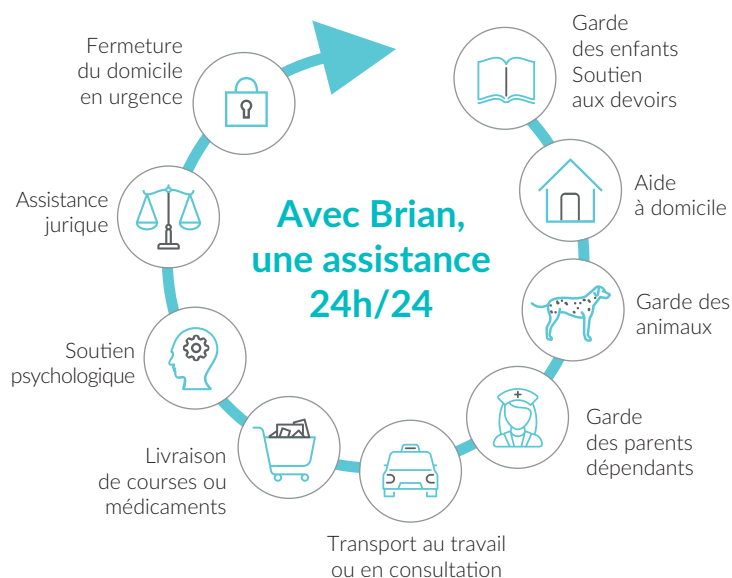 Avec Brian,
une assistance
24h/24
Garde
des enfants
Soutien
aux devoirs
Aide
à domicile
Garde des
animaux
Garde
des parents
dépendants
Transport au travail
ou en consultation
Livraison
de courses ou
médicaments
Soutien
psychologique
Assistance
jurique
Fermeture
du domicile
en urgence